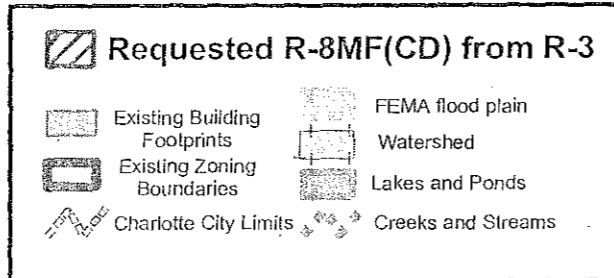 Requested R-8MF(CD) from R-3
Existing Building
Footprints
Existing Zoning
Boundaries
Charlotte City Limits
FEMA flood plain
Watershed
Lakes and Ponds
Creeks and Streams